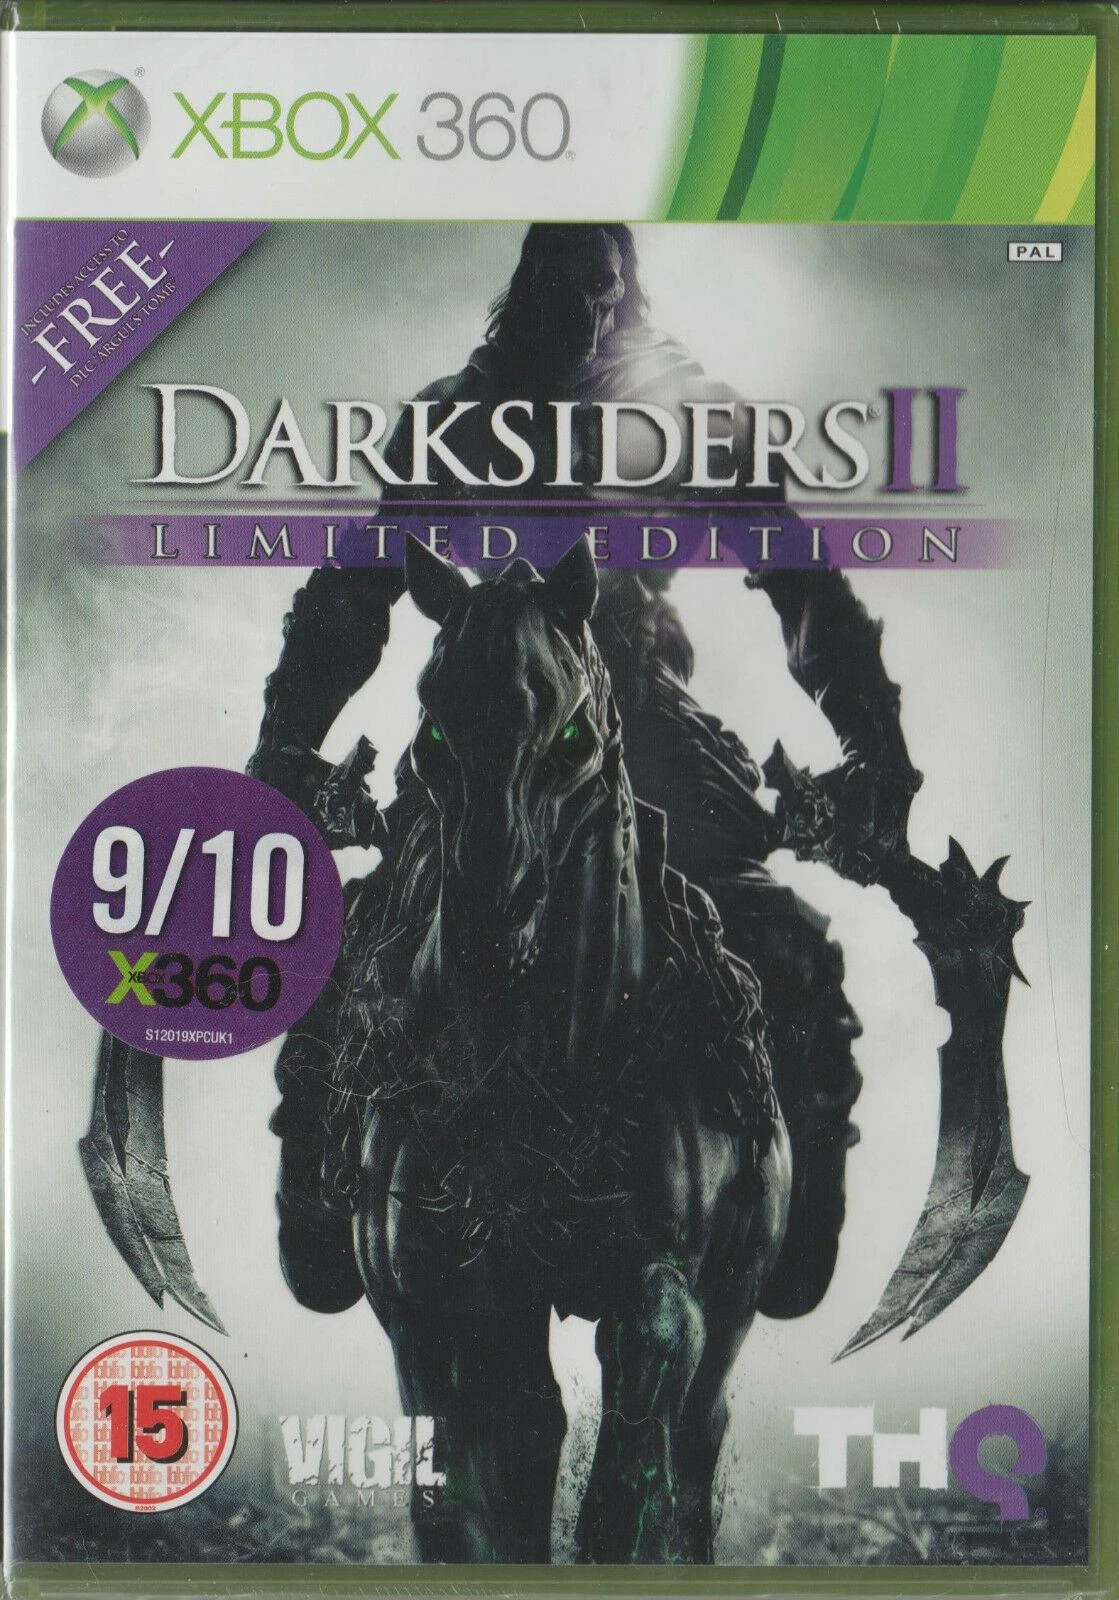 XBOX 360®
PAL
INCLUDES ACCESS TO
-FREE-
DLC "ARGUL'S TOMB"
DARKSIDERS® II
LIMITED EDITION
9/10
XBOX
X360
S12019XPCUK1
15
VIGIL
GAMES
THQ®